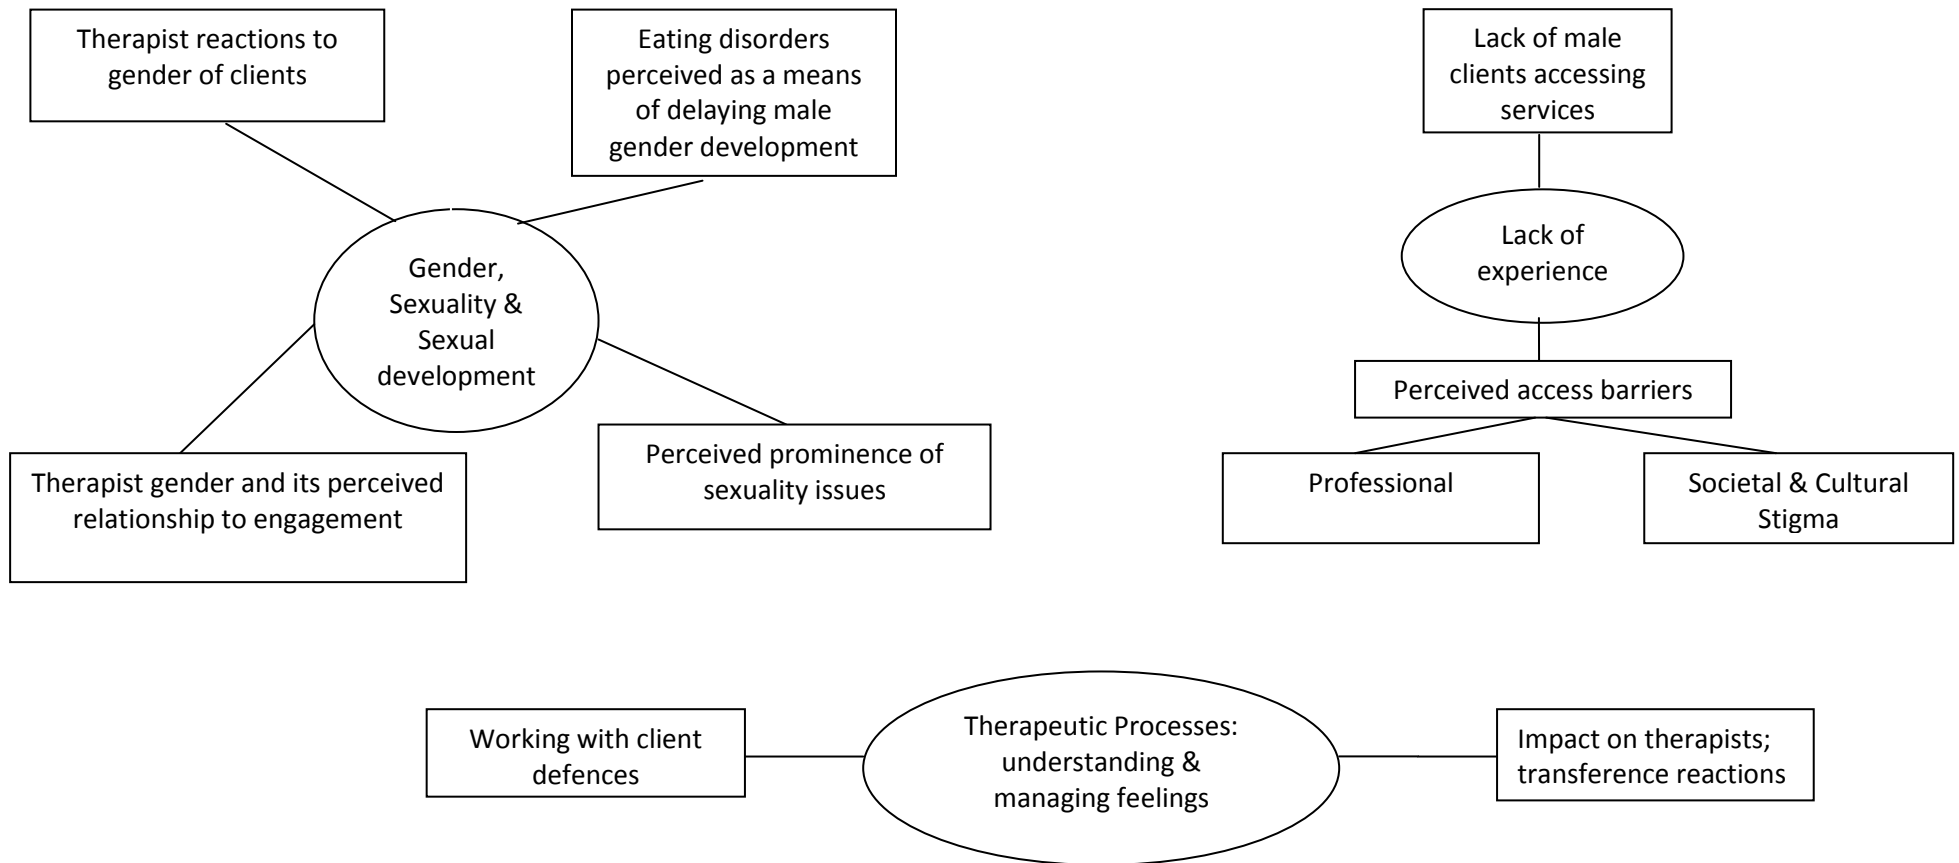 Therapist reactions to
gender of clients
Eating disorders
perceived as a means
of delaying male
gender development
Gender,
Sexuality &
Sexual
development
Therapist gender and its perceived
relationship to engagement
Perceived prominence of
sexuality issues
Lack of male
clients accessing
services
Lack of
experience
Perceived access barriers
Professional
Societal & Cultural
Stigma
Working with client
defences
Therapeutic Processes:
understanding &
managing feelings
Impact on therapists;
transference reactions